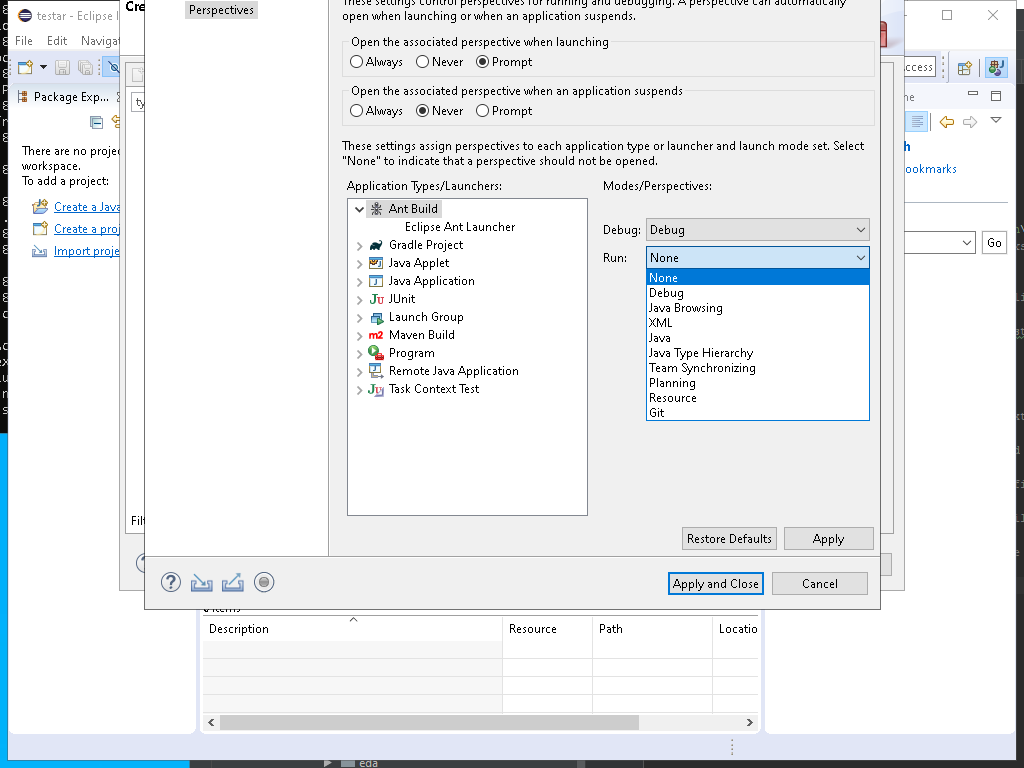 testar - Eclipse I
File Edit Navigat
Package Exp...
There are no proje
workspace.
To add a project:
Create a Java
Create a proj
Import proje
Cre
ty
Filt
Perspectives
These settings control perspectives for running and debugging. A perspective can automatically
open when launching or when an application suspends.
Open the associated perspective when launching
Always Never Prompt
Open the associated perspective when an application suspends
Always Never Prompt
These settings assign perspectives to each application type or launcher and launch mode set. Select
"None" to indicate that a perspective should not be opened.
Application Types/Launchers:
Ant Build
Eclipse Ant Launcher
Gradle Project
Java Applet
Java Application
JUnit
Launch Group
Maven Build
Program
Remote Java Application
Task Context Test
Modes/Perspectives:
Debug: Debug
Run: None
None
Debug
Java Browsing
XML
Java
Java Type Hierarchy
Team Synchronizing
Planning
Resource
Git
Restore Defaults Apply
Apply and Close Cancel
ccess
ne
h
ookmarks
Go
Items
Description Resource Path Locatio
eda